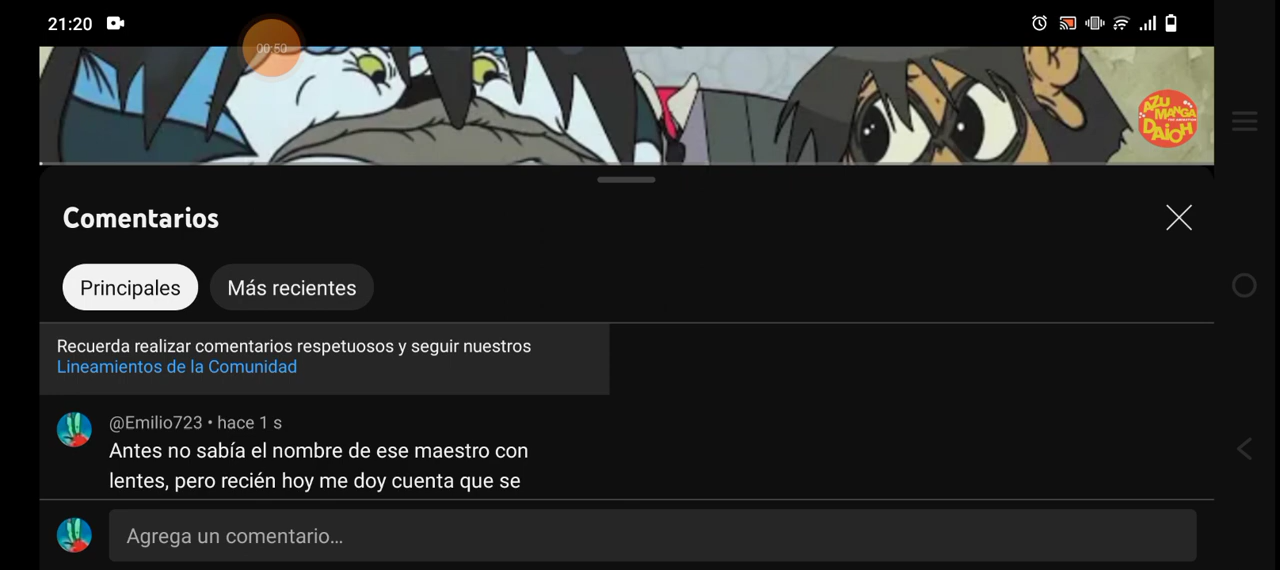 21:20
00:50
AZU
MANGA
DAIOH
Comentarios
Principales
Más recientes
Recuerda realizar comentarios respetuosos y seguir nuestros
Lineamientos de la Comunidad
@Emilio723 • hace 1 s
Antes no sabía el nombre de ese maestro con
lentes, pero recién hoy me doy cuenta que se
Agrega un comentario...